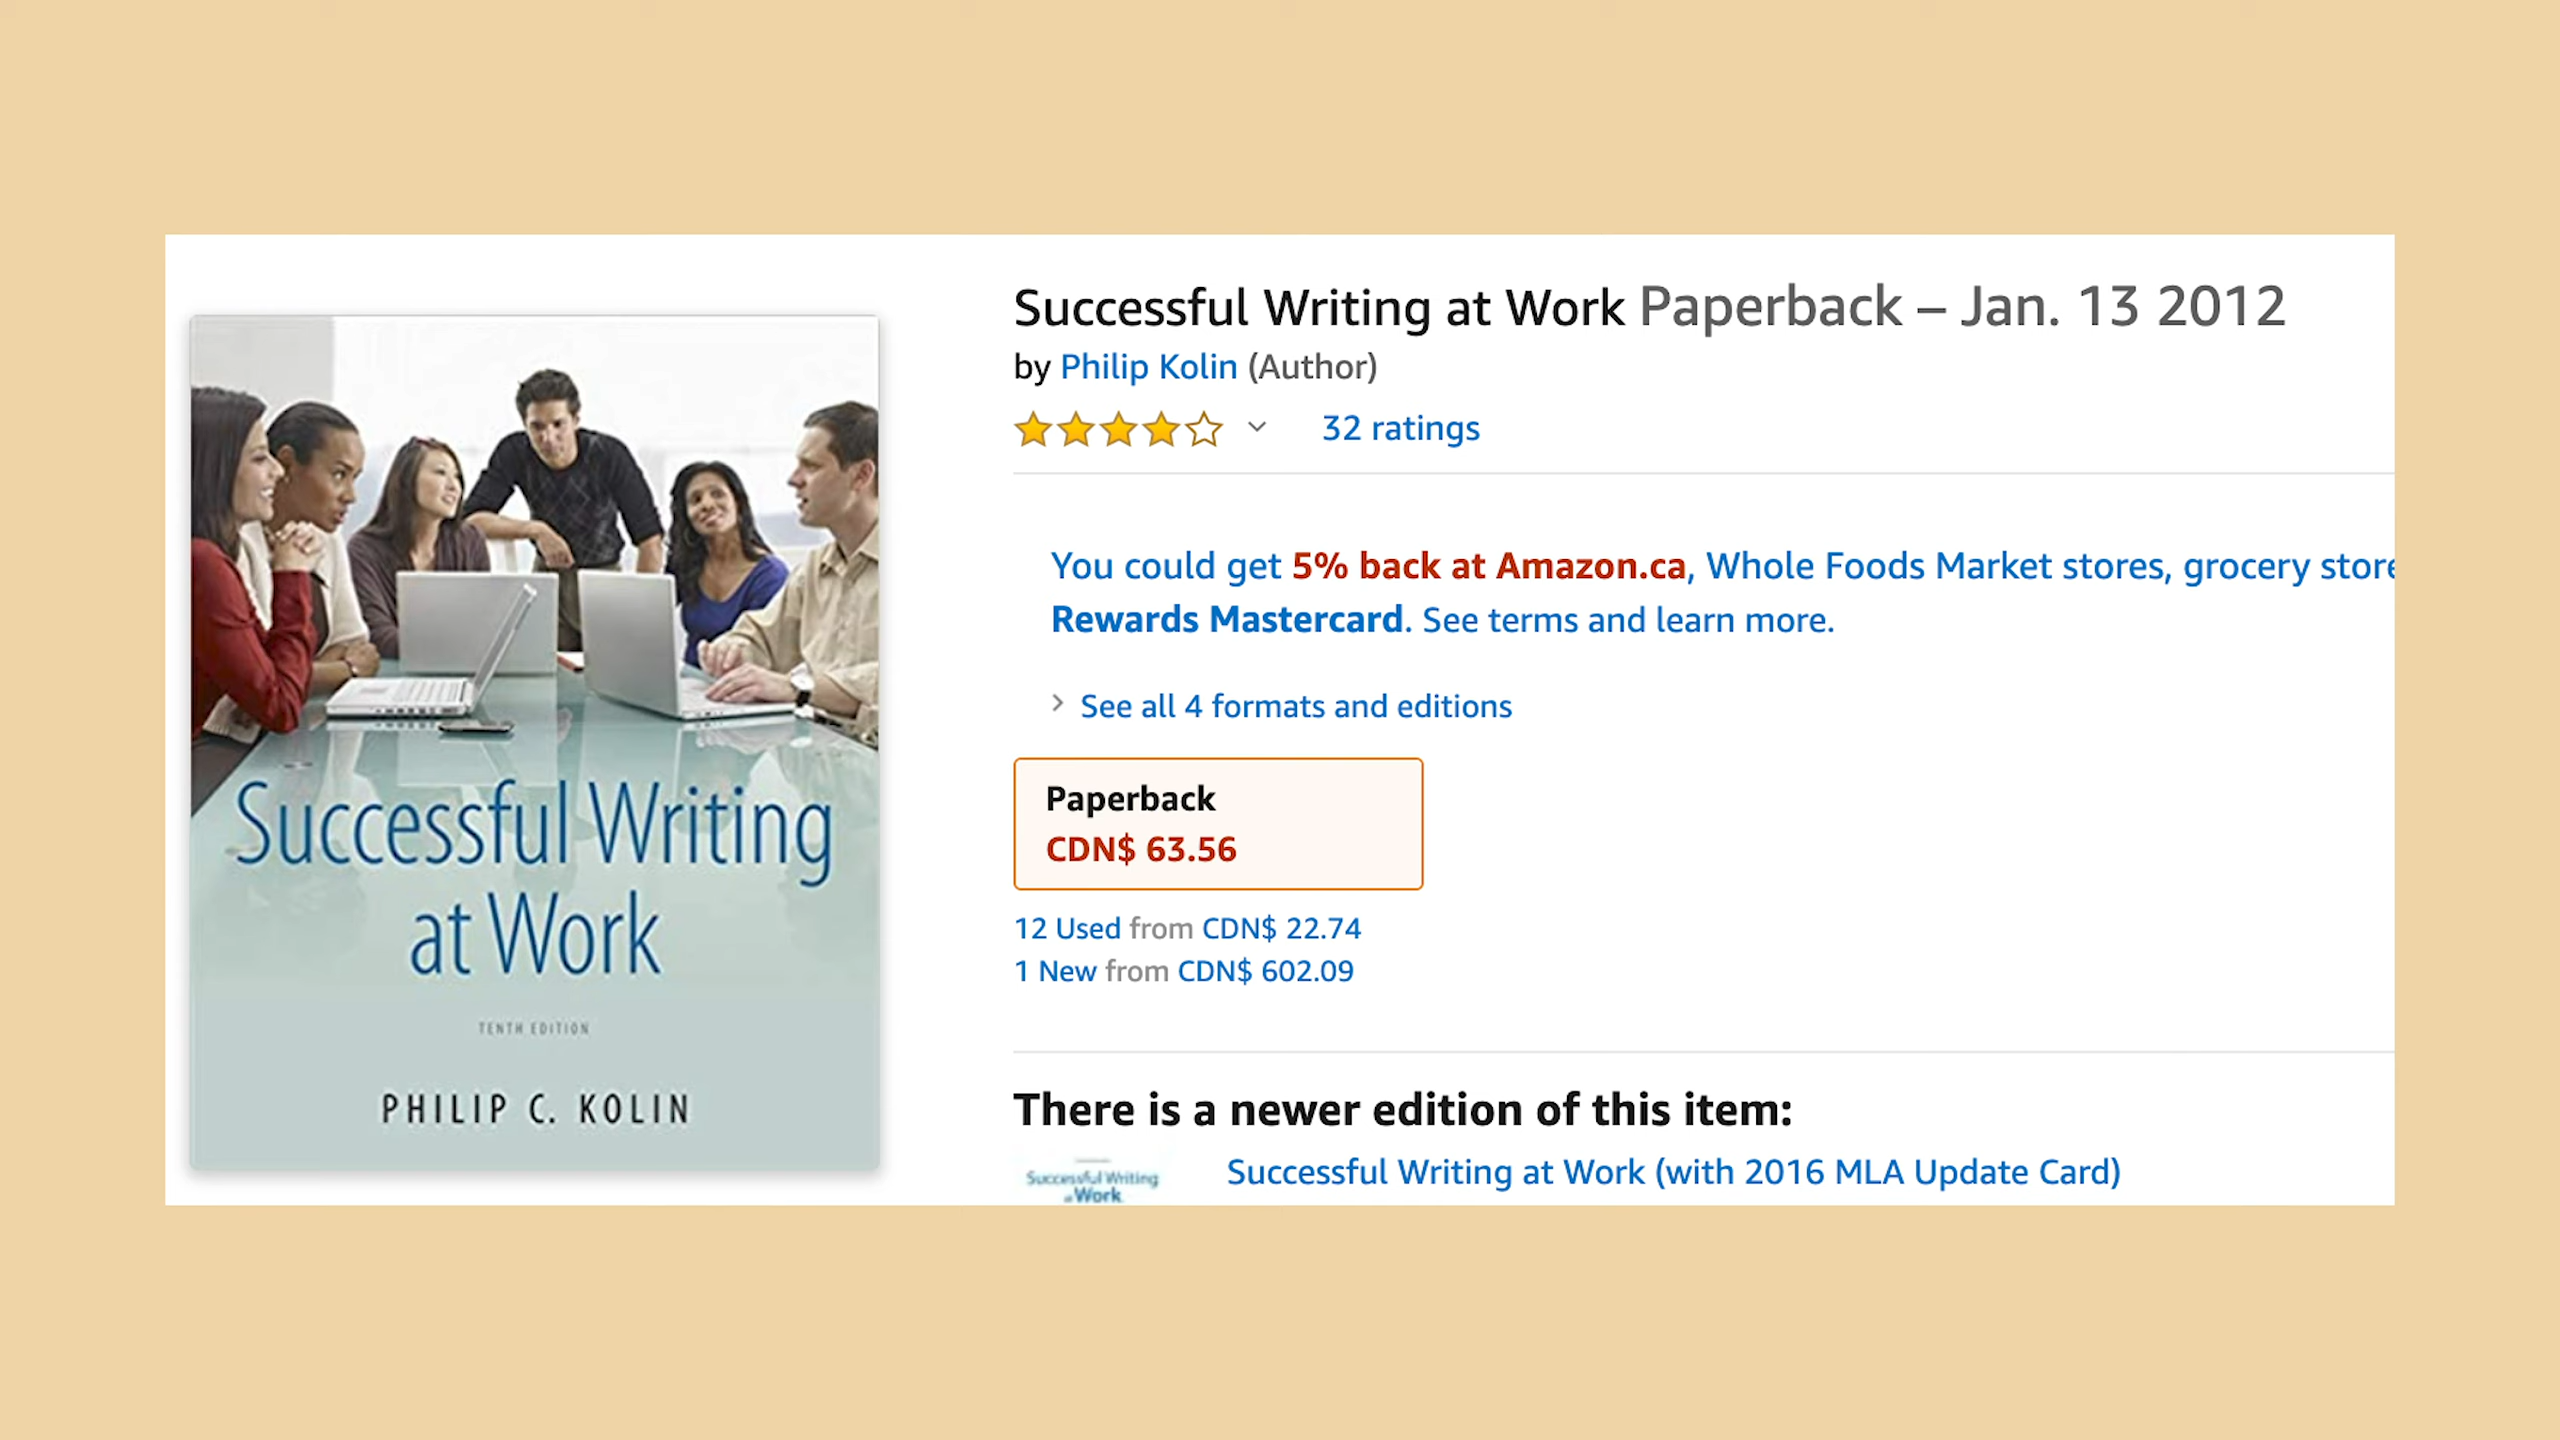 Successful Writing
at Work
TENTH EDITION
PHILIP C. KOLIN
Successful Writing at Work Paperback – Jan. 13 2012
by Philip Kolin (Author)
32 ratings
You could get 5% back at Amazon.ca, Whole Foods Market stores, grocery store
Rewards Mastercard. See terms and learn more.
See all 4 formats and editions
Paperback
CDN$ 63.56
12 Used from CDN$ 22.74
1 New from CDN$ 602.09
There is a newer edition of this item:
Successful Writing
at Work
Successful Writing at Work (with 2016 MLA Update Card)